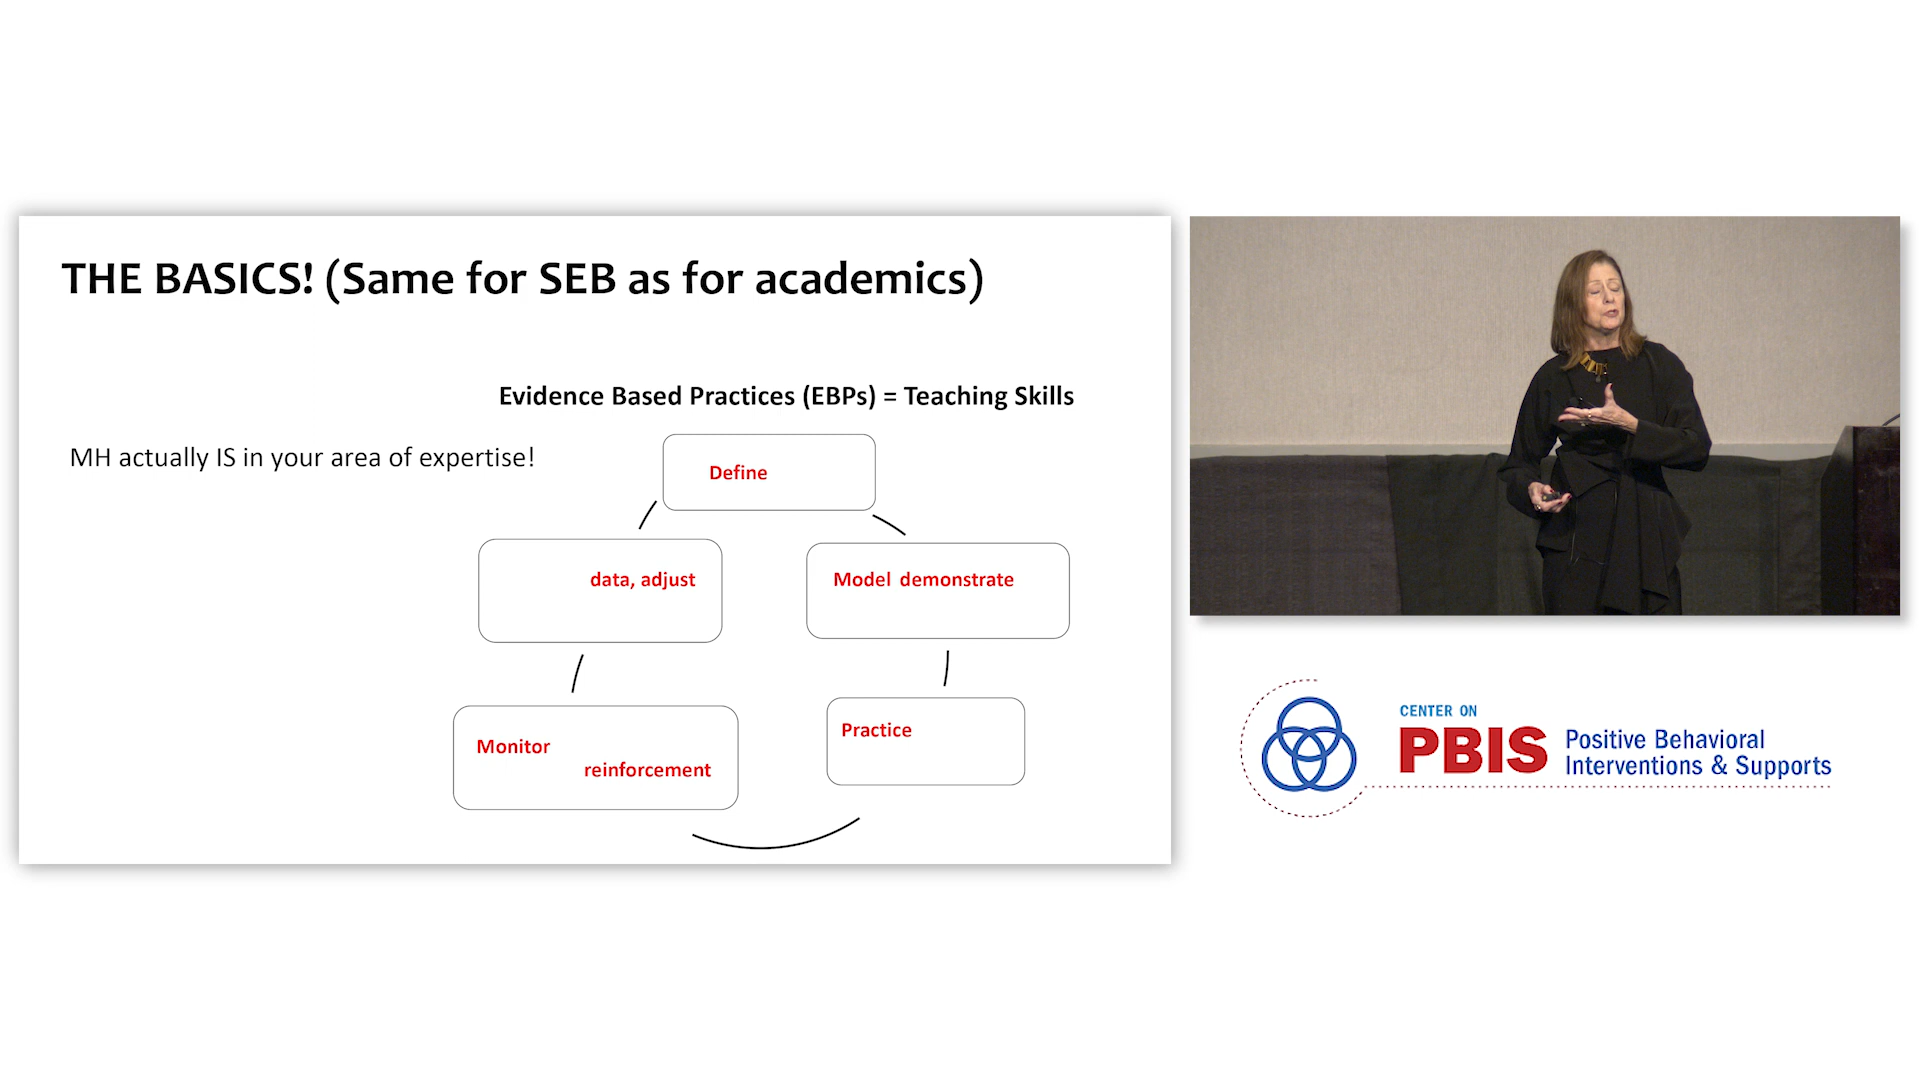 THE BASICS! (Same for SEB as for academics)
Evidence Based Practices (EBPs) = Teaching Skills
MH actually IS in your area of expertise!
Define
data, adjust
Model demonstrate
Monitor
reinforcement
Practice
CENTER ON
PBIS
Positive Behavioral
Interventions & Supports